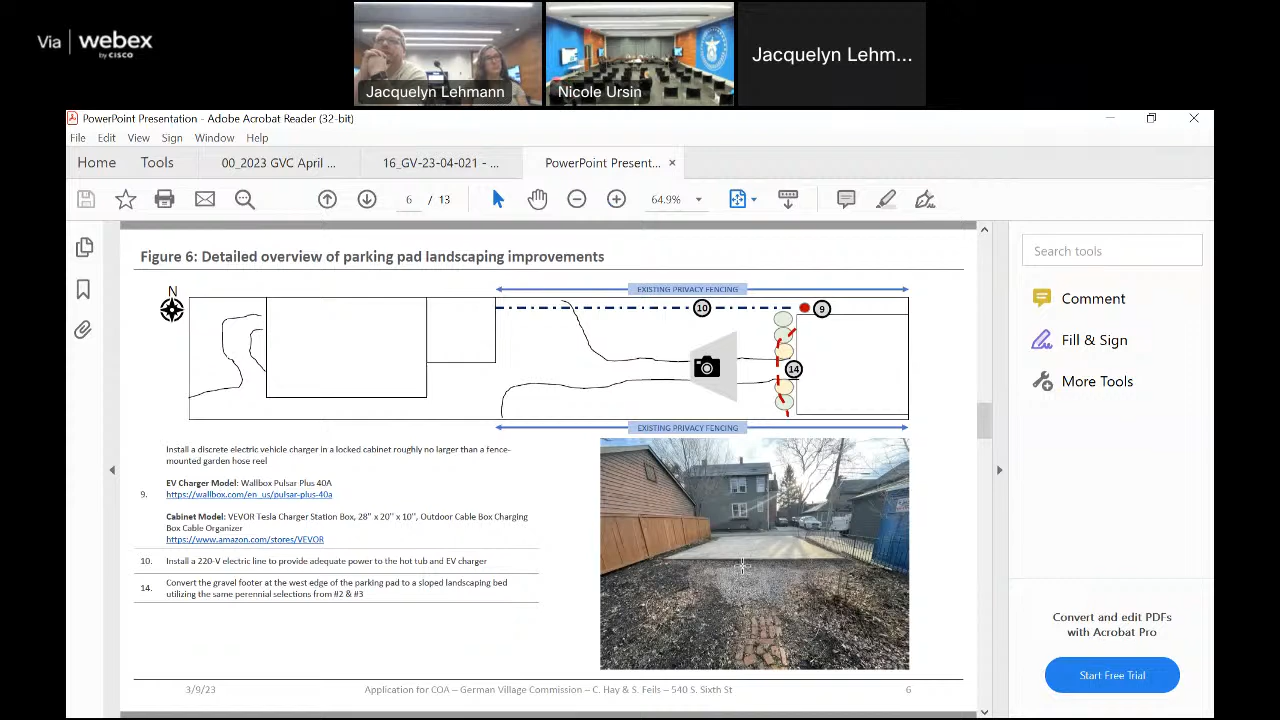 Via webex
by CISCO
Jacquelyn Lehmann
Nicole Ursin
Jacquelyn Lehm...
PowerPoint Presentation - Adobe Acrobat Reader (32-bit)
File Edit View Sign Window Help
Home Tools 00_2023 GVC April ... 16_GV-23-04-021 - ... PowerPoint Present... ×
6 / 13 64.9%
Figure 6: Detailed overview of parking pad landscaping improvements
N
EXISTING PRIVACY FENCING
10
9
14
EXISTING PRIVACY FENCING
Install a discrete electric vehicle charger in a locked cabinet roughly no larger than a fence-
mounted garden hose reel
EV Charger Model: Wallbox Pulsar Plus 40A
9.
https://wallbox.com/en_us/pulsar-plus-40a
Cabinet Model: VEVOR Tesla Charger Station Box, 28" x 20" x 10", Outdoor Cable Box Charging
Box Cable Organizer
https://www.amazon.com/stores/VEVOR
10. Install a 220-V electric line to provide adequate power to the hot tub and EV charger
14. Convert the gravel footer at the west edge of the parking pad to a sloped landscaping bed
utilizing the same perennial selections from #2 & #3
3/9/23 Application for COA – German Village Commission – C. Hay & S. Feils – 540 S. Sixth St 6
Search tools
Comment
Fill & Sign
More Tools
Convert and edit PDFs
with Acrobat Pro
Start Free Trial